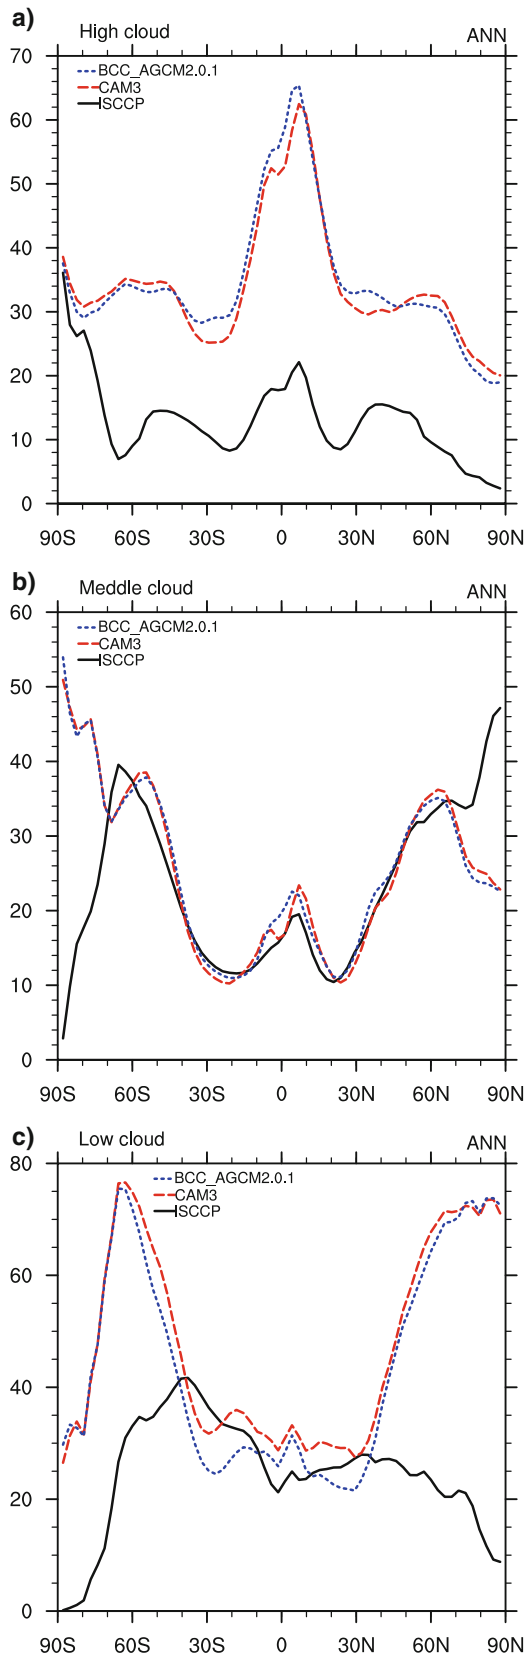 a) High cloud ANN
70
BCC_AGCM2.0.1
CAM3
ISCCP
60
50
40
30
20
10
0
90S 60S 30S 0 30N 60N 90N
b) Meddle cloud ANN
60
BCC_AGCM2.0.1
CAM3
ISCCP
50
40
30
20
10
0
90S 60S 30S 0 30N 60N 90N
c) Low cloud ANN
80
BCC_AGCM2.0.1
CAM3
ISCCP
60
40
20
0
90S 60S 30S 0 30N 60N 90N